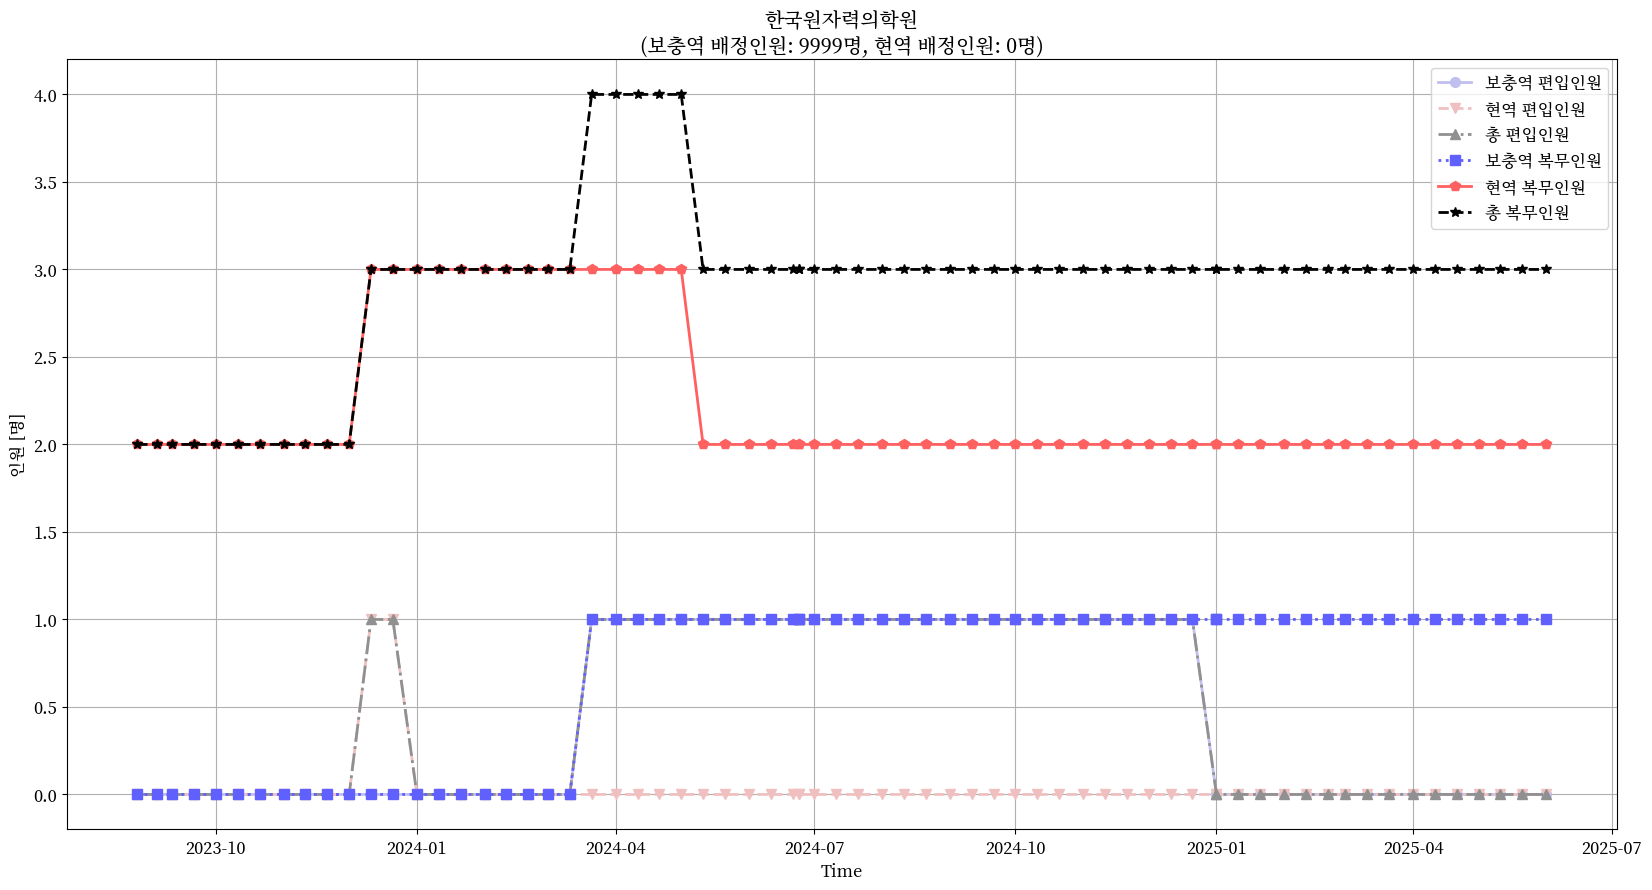 한국원자력의학원
(보충역 배정인원: 9999명, 현역 배정인원: 0명)
보충역 편입인원
현역 편입인원
총 편입인원
보충역 복무인원
현역 복무인원
총 복무인원
인원 [명]
4.0
3.5
3.0
2.5
2.0
1.5
1.0
0.5
0.0
2023-10
2024-01
2024-04
2024-07
2024-10
2025-01
2025-04
2025-07
Time